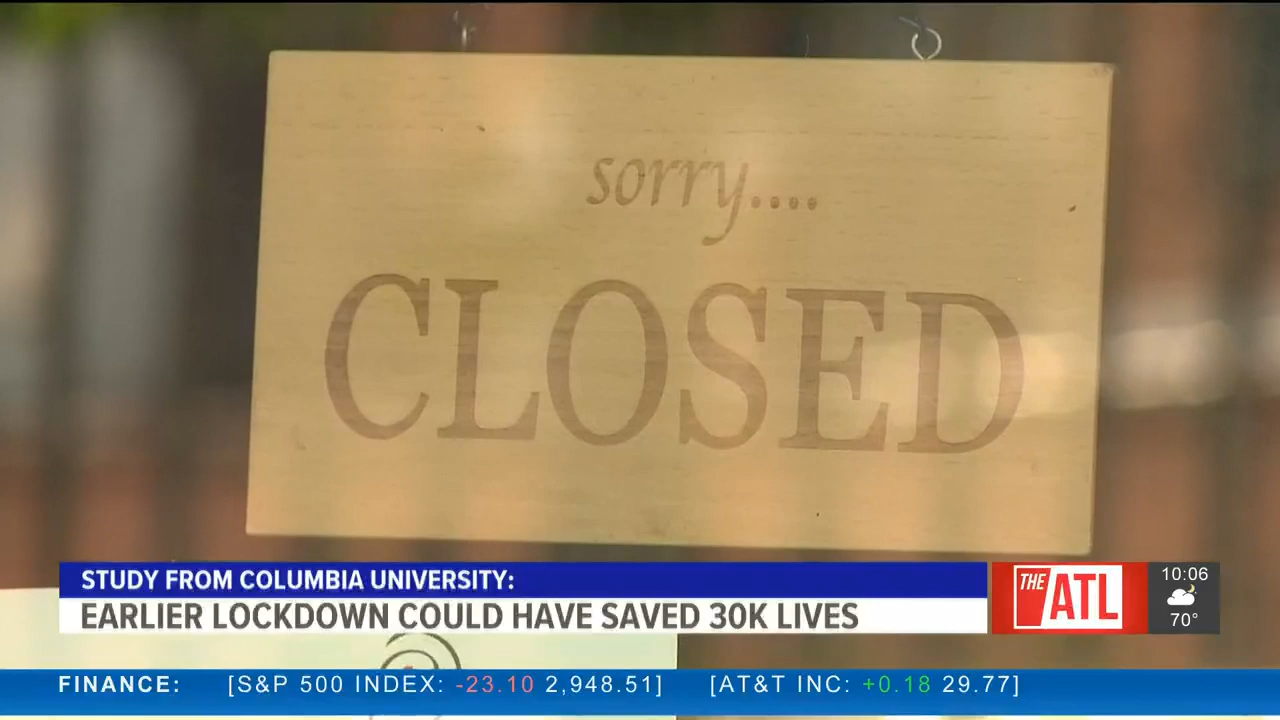 sorry....
CLOSED
STUDY FROM COLUMBIA UNIVERSITY:
EARLIER LOCKDOWN COULD HAVE SAVED 30K LIVES
THE ATL
10:06
70°
FINANCE: [S&P 500 INDEX: -23.10 2,948.51] [AT&T INC: +0.18 29.77]